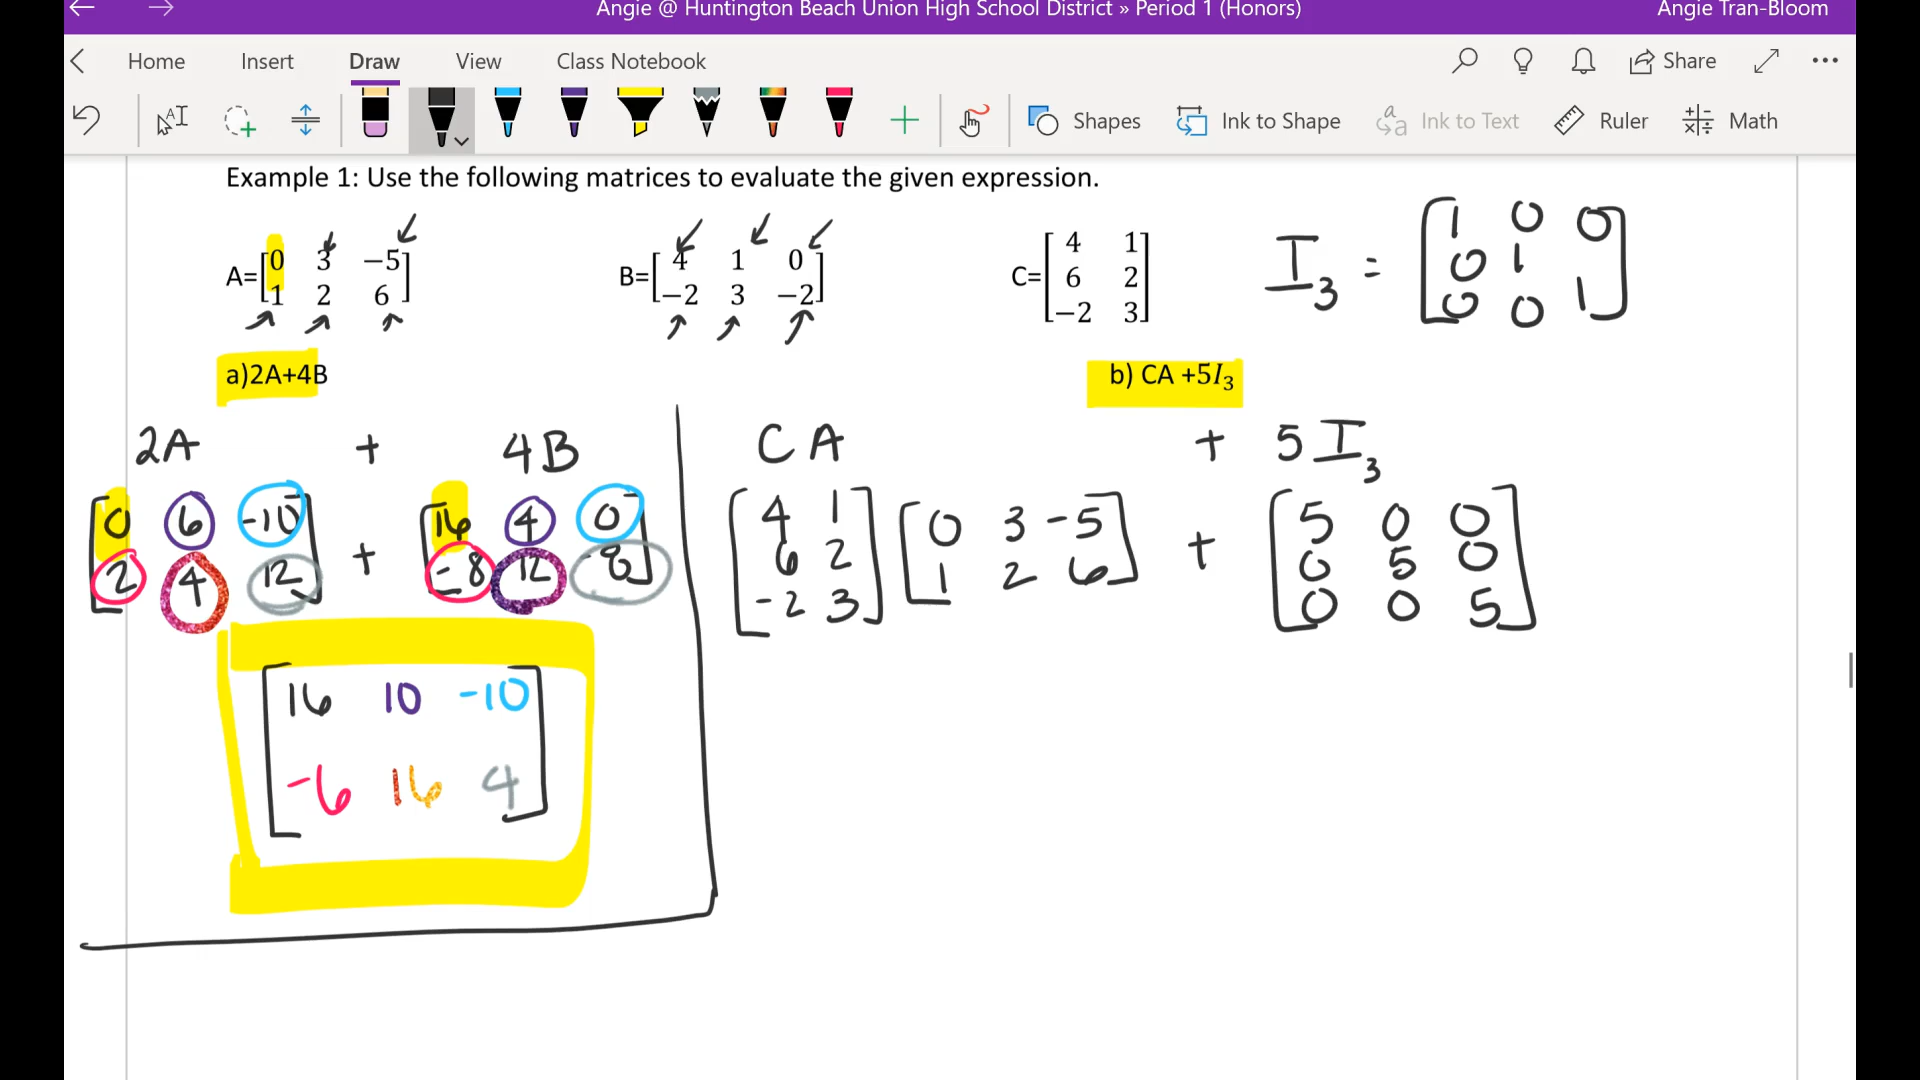 Angie @ Huntington Beach Union High School District » Period 1 (Honors) Angie Tran-Bloom
Home Insert Draw View Class Notebook Share
Shapes Ink to Shape Ink to Text Ruler Math
Example 1: Use the following matrices to evaluate the given expression.
A=[0 3 −5
1 2 6]
B=[4 1 0
−2 3 −2]
C=[4 1
6 2
−2 3]
I₃ = [1 0 0
0 1 0
0 0 1]
a)2A+4B
b) CA +5I₃
2A + 4B
[0 6 -10
2 4 12]
+
[16 4 0
-8 12 -8]
[16 10 -10
-6 16 4]
CA + 5I₃
[4 1
6 2
-2 3]
[0 3 -5
1 2 6]
+
[5 0 0
0 5 0
0 0 5]